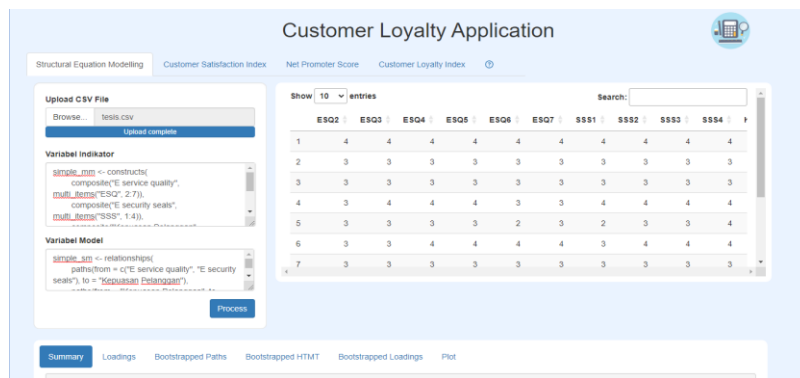 Customer Loyalty Application
Structural Equation Modelling Customer Satisfaction Index Net Promoter Score Customer Loyalty Index
Upload CSV File
Browse... tesis.csv
Upload complete
Variabel Indikator
simple_mm <- constructs(
composite("E service quality",
multi_items("ESQ", 2:7)),
composite("E security seals",
multi_items("SSS", 1:4)),
Variabel Model
simple_sm <- relationships(
paths(from = c("E service quality", "E security
seals"), to = "Kepuasan Pelanggan"),
Process
Show 10 entries Search:
ESQ2 ESQ3 ESQ4 ESQ5 ESQ6 ESQ7 SSS1 SSS2 SSS3 SSS4
1 4 4 4 4 4 4 4 4 4 4
2 3 3 3 3 3 3 3 3 3 3
3 3 3 3 3 3 3 3 3 3 3
4 3 4 4 4 3 3 4 4 4 4
5 3 3 3 3 2 3 2 3 3 4
6 3 3 4 4 4 4 3 4 4 4
7 3 3 3 3 3 3 3 3 3 3
Summary Loadings Bootstrapped Paths Bootstrapped HTMT Bootstrapped Loadings Plot